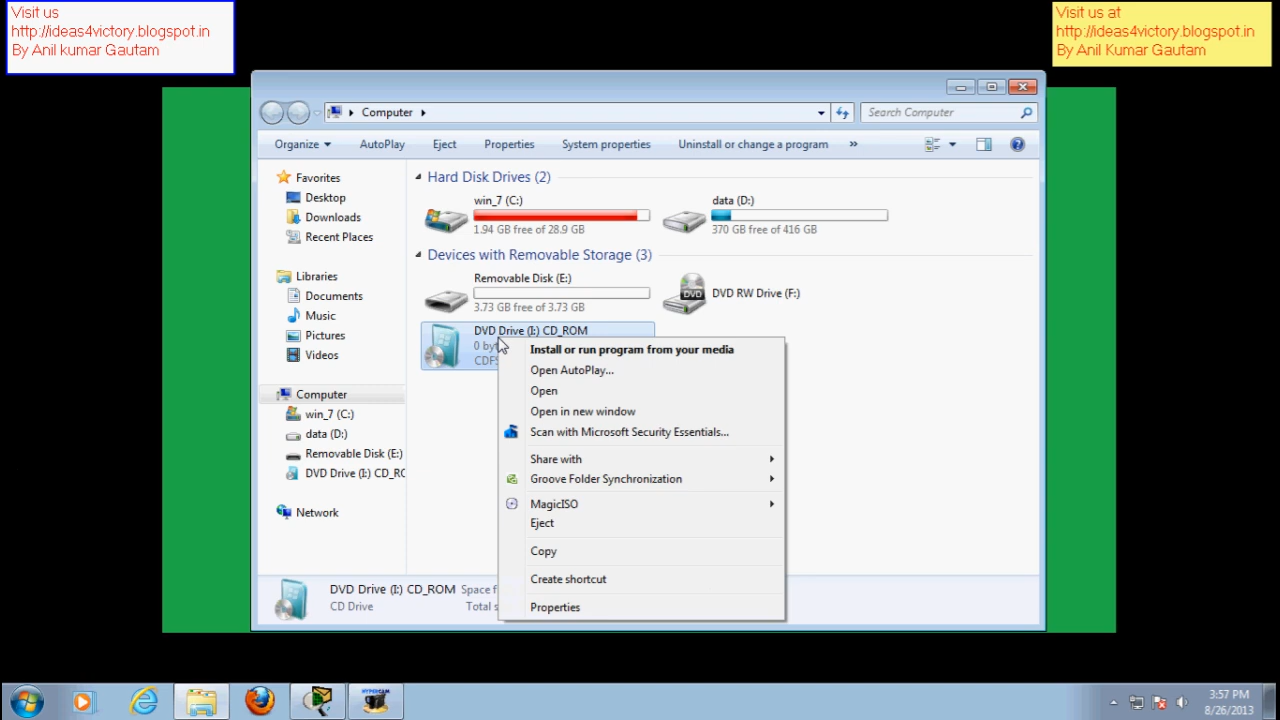 Visit us
http://ideas4victory.blogspot.in
By Anil kumar Gautam
Visit us at
http://ideas4victory.blogspot.in
By Anil Kumar Gautam
Computer
Search Computer
Organize
AutoPlay
Eject
Properties
System properties
Uninstall or change a program
»
Favorites
Desktop
Downloads
Recent Places
Libraries
Documents
Music
Pictures
Videos
Computer
win_7 (C:)
data (D:)
Removable Disk (E:)
DVD Drive (I:) CD_RO
Network
Hard Disk Drives (2)
win_7 (C:)
1.94 GB free of 28.9 GB
data (D:)
370 GB free of 416 GB
Devices with Removable Storage (3)
Removable Disk (E:)
3.73 GB free of 3.73 GB
DVD
DVD RW Drive (F:)
DVD Drive (I:) CD_ROM
0 by
CDFS
Install or run program from your media
Open AutoPlay...
Open
Open in new window
Scan with Microsoft Security Essentials...
Share with
Groove Folder Synchronization
MagicISO
Eject
Copy
Create shortcut
Properties
DVD Drive (I:) CD_ROM Space f
CD Drive Total s
HYPERCAM
3:57 PM
8/26/2013